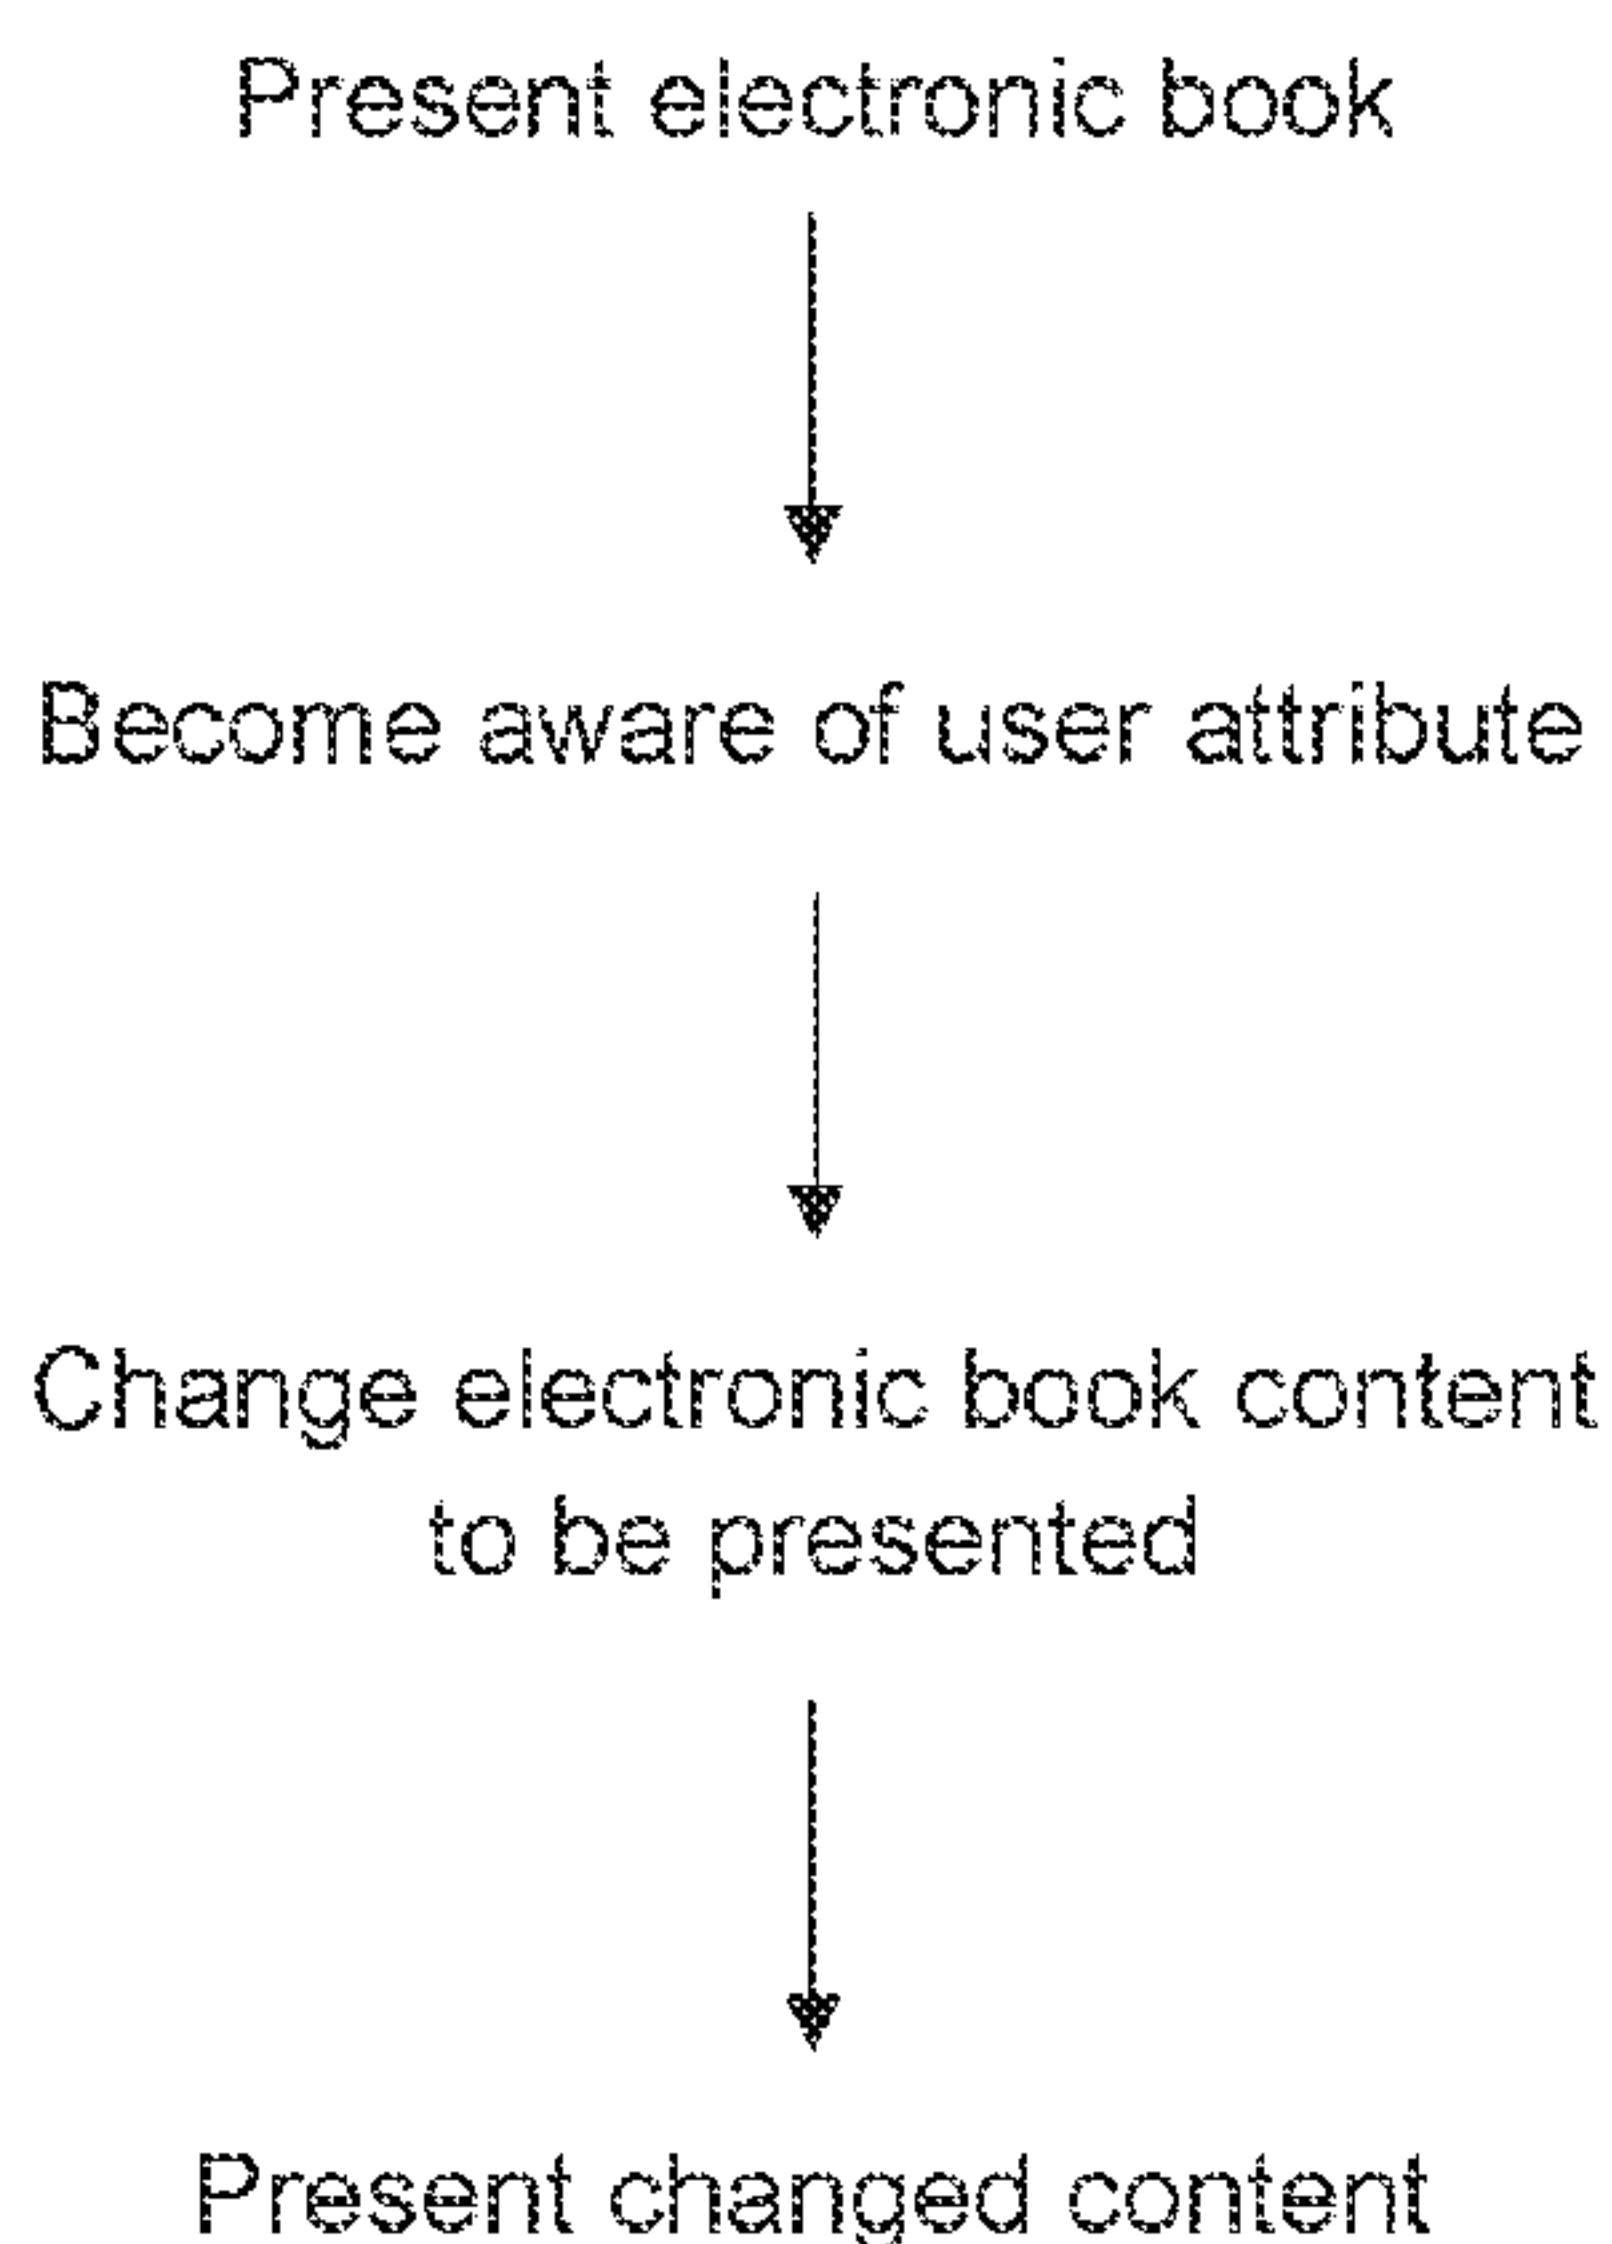 Present electronic book
Become aware of user attribute
Change electronic book content
to be presented
Present changed content